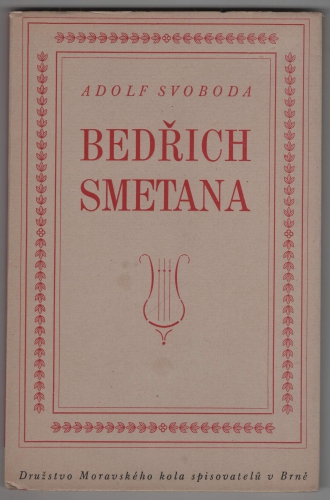 ADOLF SVOBODA
BEDŘICH
SMETANA
Družstvo Moravského kola spisovatelů v Brně